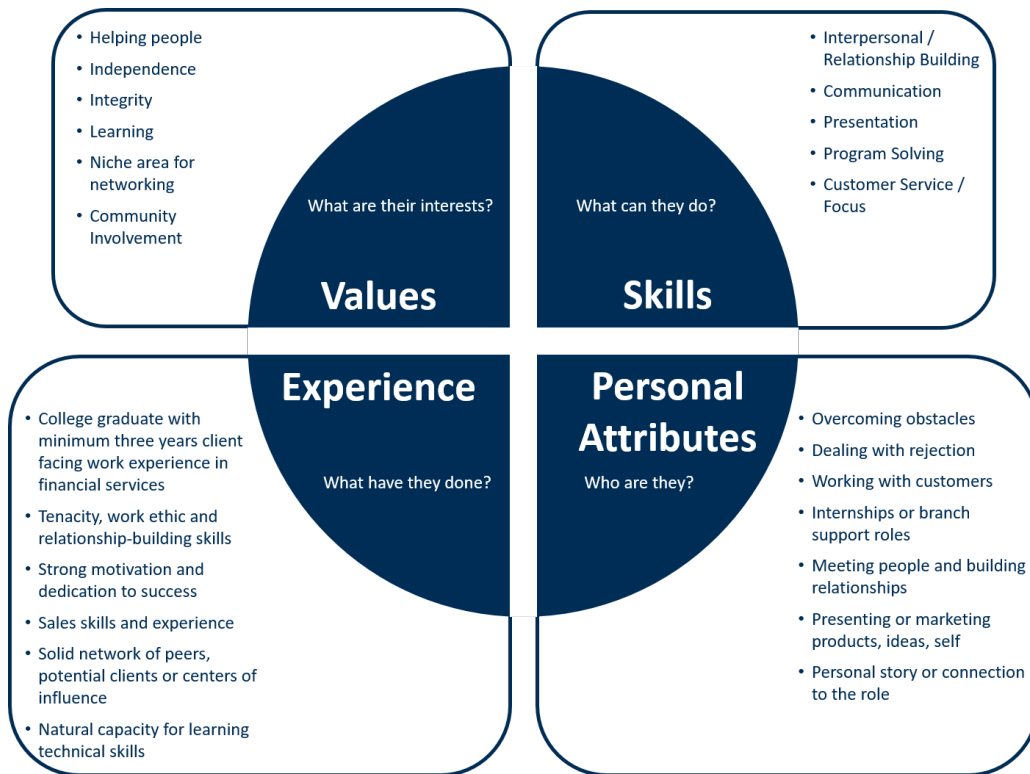 • Helping people
• Independence
• Integrity
• Learning
• Niche area for
networking
• Community
Involvement
What are their interests?
Values
• Interpersonal /
Relationship Building
• Communication
• Presentation
• Program Solving
• Customer Service /
Focus
What can they do?
Skills
Experience
What have they done?
• College graduate with
minimum three years client
facing work experience in
financial services
• Tenacity, work ethic and
relationship-building skills
• Strong motivation and
dedication to success
• Sales skills and experience
• Solid network of peers,
potential clients or centers of
influence
• Natural capacity for learning
technical skills
Personal
Attributes
Who are they?
• Overcoming obstacles
• Dealing with rejection
• Working with customers
• Internships or branch
support roles
• Meeting people and building
relationships
• Presenting or marketing
products, ideas, self
• Personal story or connection
to the role